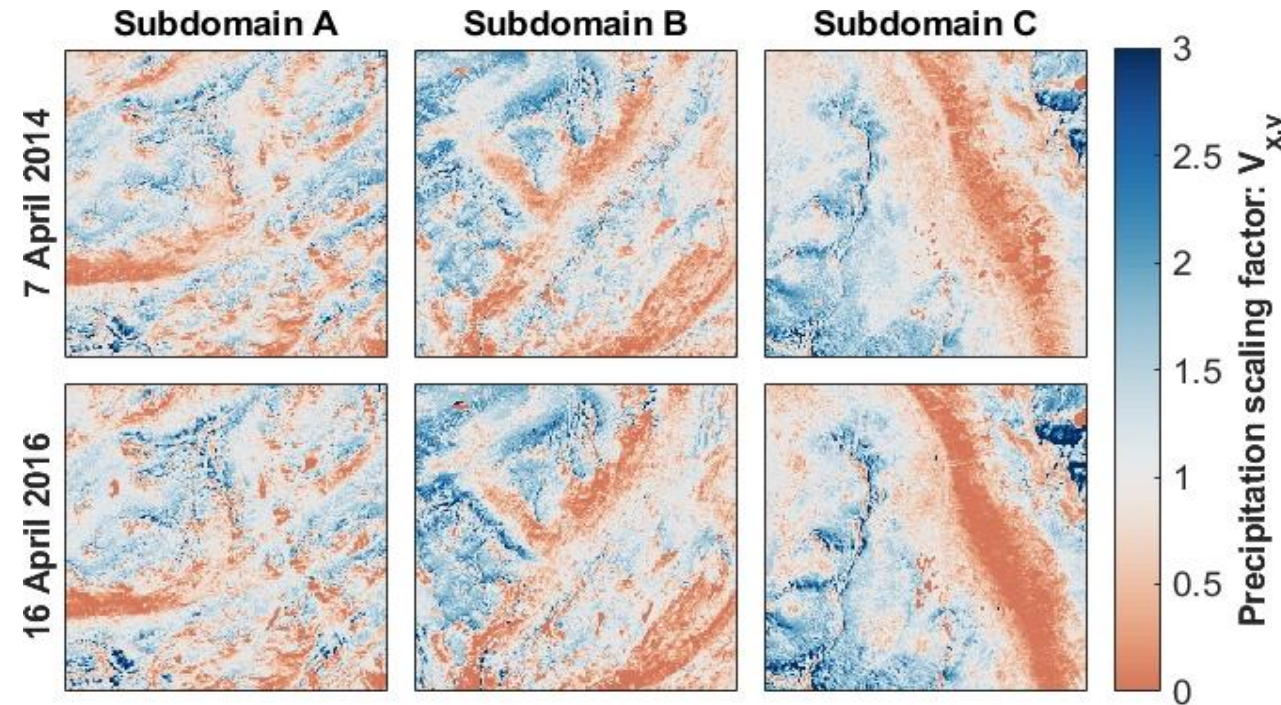 Subdomain A
Subdomain B
Subdomain C
7 April 2014
16 April 2016
3
2.5
2
1.5
1
0.5
0
Precipitation scaling factor: Vx,y